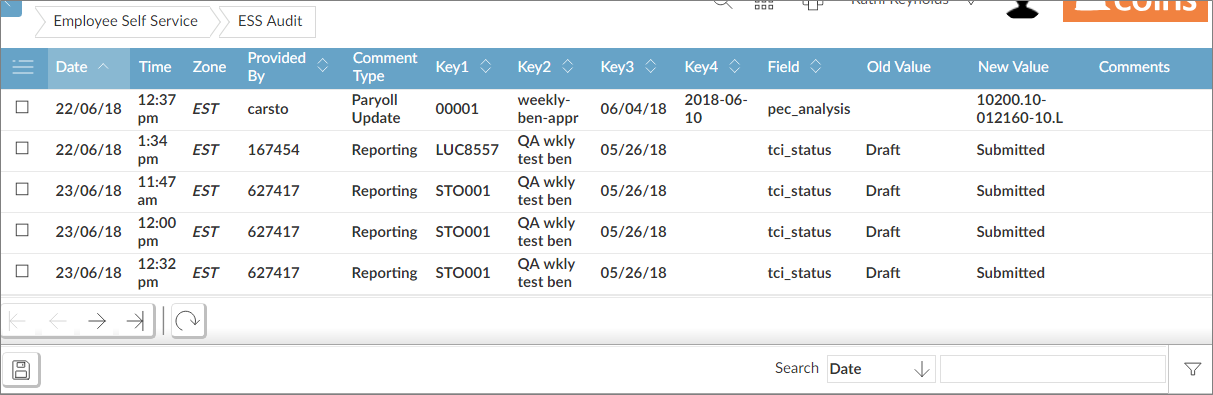 Employee Self Service ESS Audit Kathi Reynolds coins
Date Time Zone Provided By Comment Type Key1 Key2 Key3 Key4 Field Old Value New Value Comments
22/06/18 12:37 pm EST carsto Paryoll Update 00001 weekly-ben-appr 06/04/18 2018-06-10 pec_analysis 10200.10-012160-10.L
22/06/18 1:34 pm EST 167454 Reporting LUC8557 QA wkly test ben 05/26/18 tci_status Draft Submitted
23/06/18 11:47 am EST 627417 Reporting STO001 QA wkly test ben 05/26/18 tci_status Draft Submitted
23/06/18 12:00 pm EST 627417 Reporting STO001 QA wkly test ben 05/26/18 tci_status Draft Submitted
23/06/18 12:32 pm EST 627417 Reporting STO001 QA wkly test ben 05/26/18 tci_status Draft Submitted
Search Date